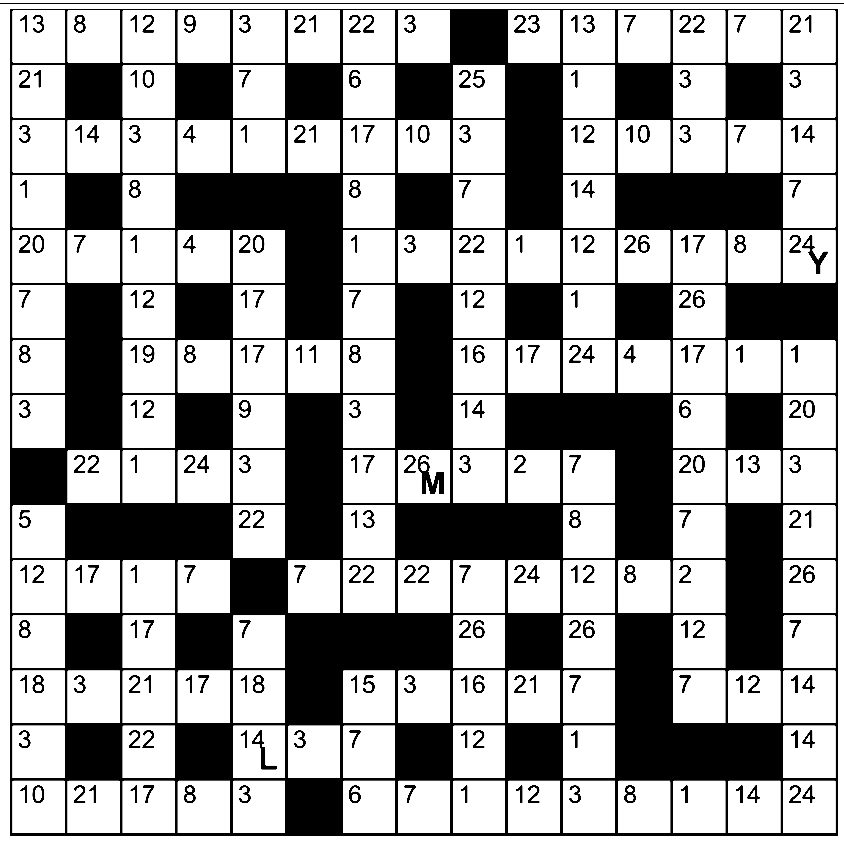 13 8 12 9 3 21 22 3 23 13 7 22 7 21
21 10 7 6 25 1 3 3
3 14 3 4 1 21 17 10 3 12 10 3 7 14
1 8 8 7 14 7
20 7 1 4 20 1 3 22 1 12 26 17 8 24 Y
7 12 17 7 12 1 26
8 19 8 17 11 8 16 17 24 4 17 1 1
3 12 9 3 14 6 20
22 1 24 3 17 26 M 3 2 7 20 13 3
5 22 13 8 7 21
12 17 1 7 7 22 22 7 24 12 8 2 26
8 17 7 26 26 12 7
18 3 21 17 18 15 3 16 21 7 7 12 14
3 22 14 L 3 7 12 1 14
10 21 17 8 3 6 7 1 12 3 8 1 14 24